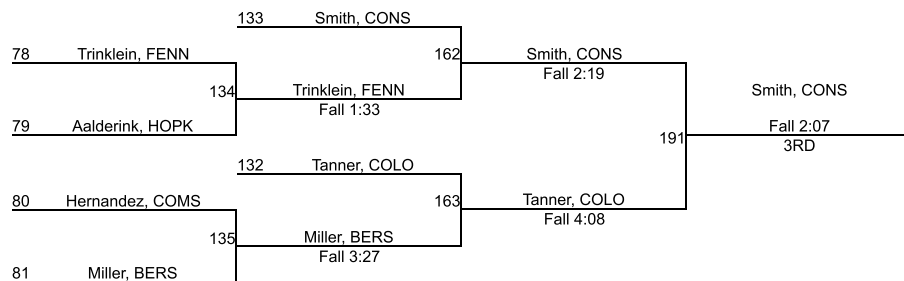 133 Smith, CONS
78 Trinklein, FENN
162 Smith, CONS
Fall 2:19
134 Trinklein, FENN
Fall 1:33
Smith, CONS
79 Aalderink, HOPK
191 Fall 2:07
3RD
132 Tanner, COLO
80 Hernandez, COMS
163 Tanner, COLO
Fall 4:08
135 Miller, BERS
Fall 3:27
81 Miller, BERS